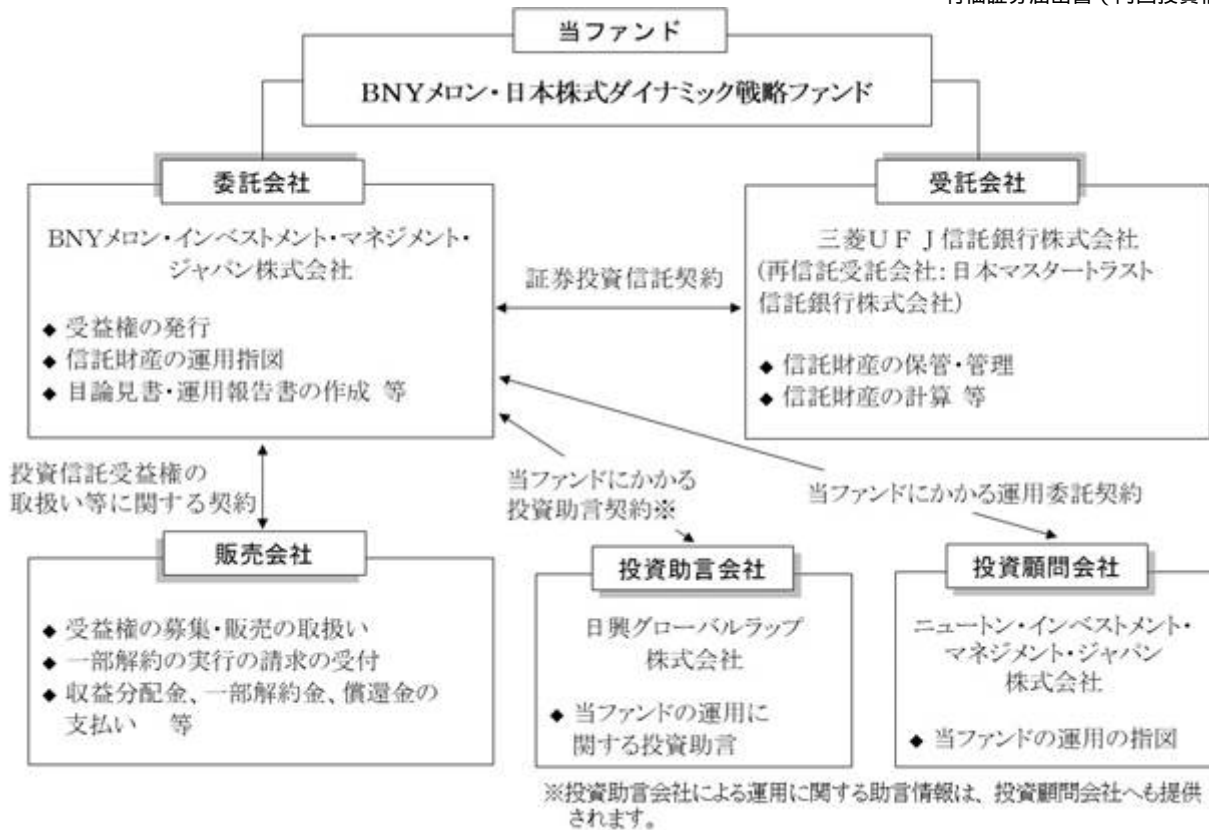 当ファンド
BNYメロン・日本株式ダイナミック戦略ファンド
委託会社
BNYメロン・インベストメント・マネジメント・
ジャパン株式会社
◆ 受益権の発行
◆ 信託財産の運用指図
◆ 目論見書・運用報告書の作成 等
証券投資信託契約
受託会社
三菱UFJ信託銀行株式会社
(再信託受託会社：日本マスタートラスト
信託銀行株式会社)
◆ 信託財産の保管・管理
◆ 信託財産の計算 等
投資信託受益権の
取扱い等に関する契約
当ファンドにかかる
投資助言契約※
当ファンドにかかる運用委託契約
販売会社
◆ 受益権の募集・販売の取扱い
◆ 一部解約の実行の請求の受付
◆ 収益分配金、一部解約金、償還金の
支払い 等
投資助言会社
日興グローバルラップ
株式会社
◆ 当ファンドの運用に
関する投資助言
投資顧問会社
ニュートン・インベストメント・
マネジメント・ジャパン
株式会社
◆ 当ファンドの運用の指図
※投資助言会社による運用に関する助言情報は、投資顧問会社へも提供
されます。